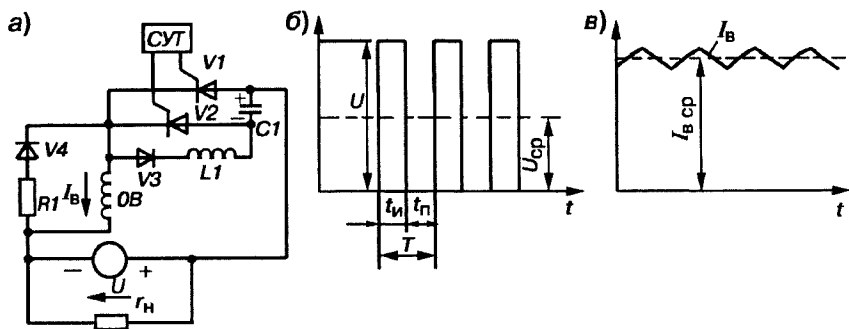 а)
СУТ
V1
V2
+
−
C1
V4
V3
L1
R1
Iв
ОВ
− +
U
rн
б)
U
Uср
tи tп
T
t
в)
Iв
Iв ср
t